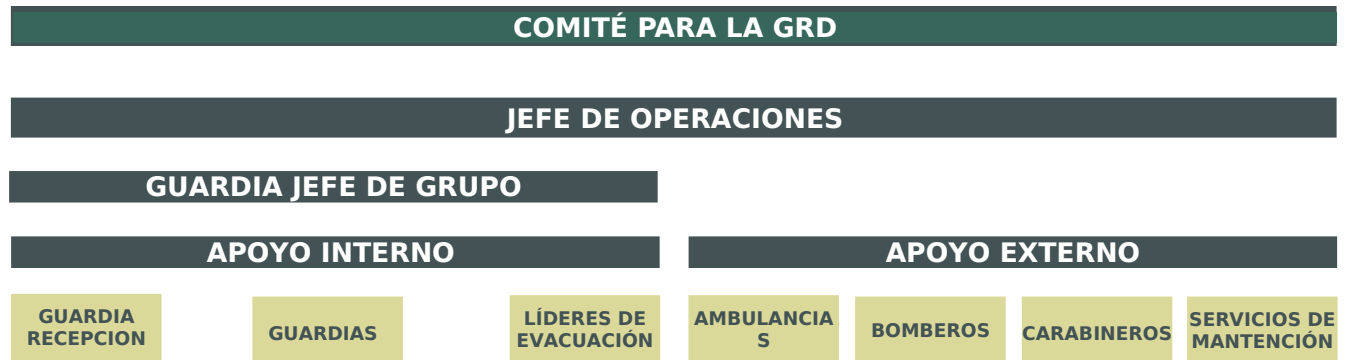 COMITÉ PARA LA GRD
JEFE DE OPERACIONES
GUARDIA JEFE DE GRUPO
APOYO INTERNO
APOYO EXTERNO
GUARDIA
RECEPCION
GUARDIAS
LÍDERES DE
EVACUACIÓN
AMBULANCIA
S
BOMBEROS
CARABINEROS
SERVICIOS DE
MANTENCIÓN